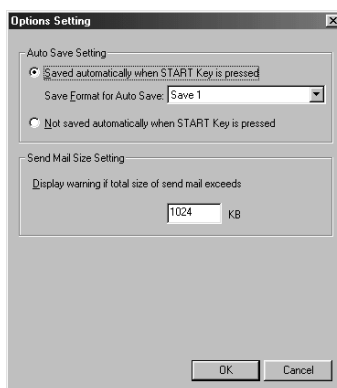 Options Setting
Auto Save Setting
Saved automatically when START Key is pressed
Save Format for Auto Save: Save 1
Not saved automatically when START Key is pressed
Send Mail Size Setting
Display warning if total size of send mail exceeds
1024 KB
OK Cancel